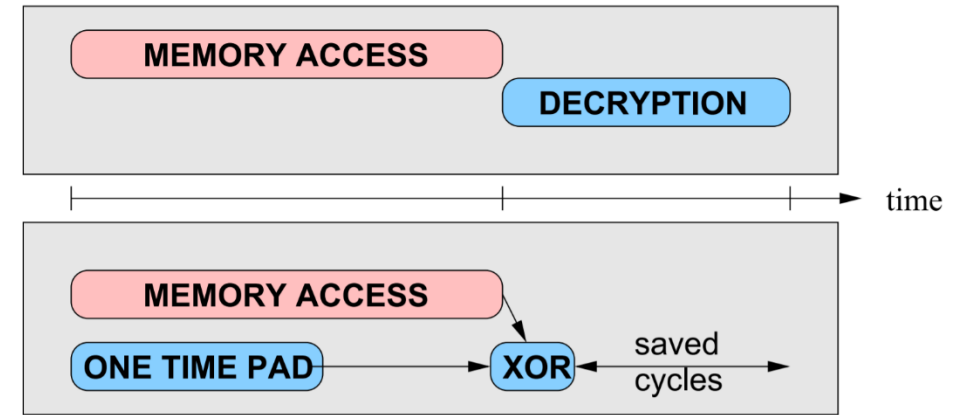 MEMORY ACCESS
DECRYPTION
time
MEMORY ACCESS
ONE TIME PAD
XOR
saved
cycles